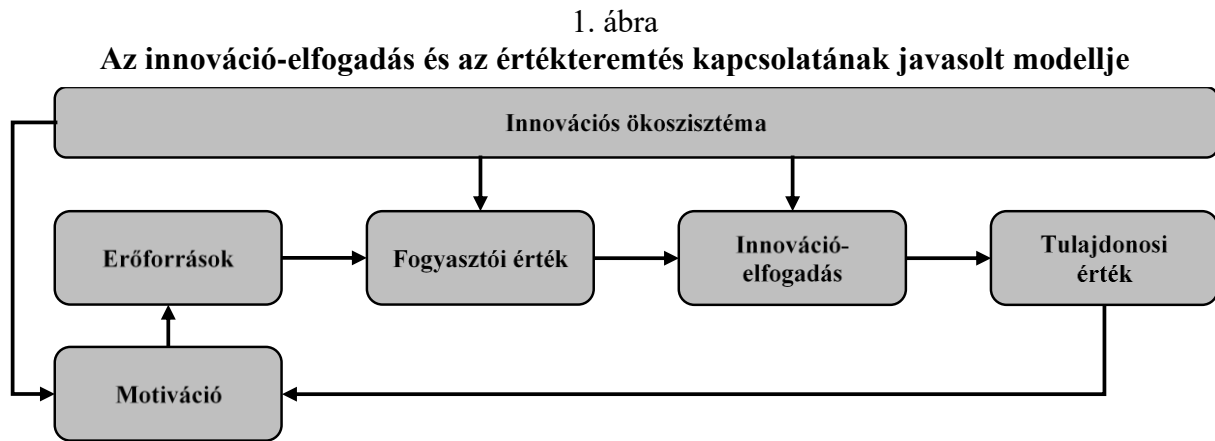 1. ábra
Az innováció-elfogadás és az értékteremtés kapcsolatának javasolt modellje
Innovációs ökoszisztéma
Erőforrások
Fogyasztói érték
Innováció-
elfogadás
Tulajdonosi
érték
Motiváció